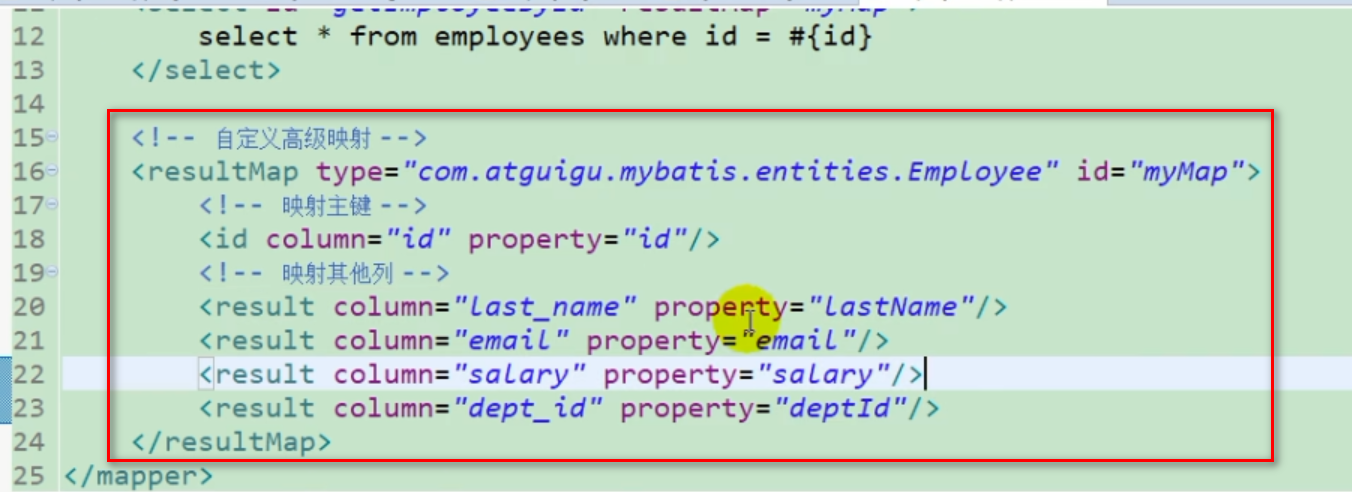 12 select * from employees where id = #{id}
13 </select>
14
15 <!-- 自定义高级映射 -->
16 <resultMap type="com.atguigu.mybatis.entities.Employee" id="myMap">
17 <!-- 映射主键 -->
18 <id column="id" property="id"/>
19 <!-- 映射其他列 -->
20 <result column="last_name" property="lastName"/>
21 <result column="email" property="email"/>
22 <result column="salary" property="salary"/>
23 <result column="dept_id" property="deptId"/>
24 </resultMap>
25 </mapper>